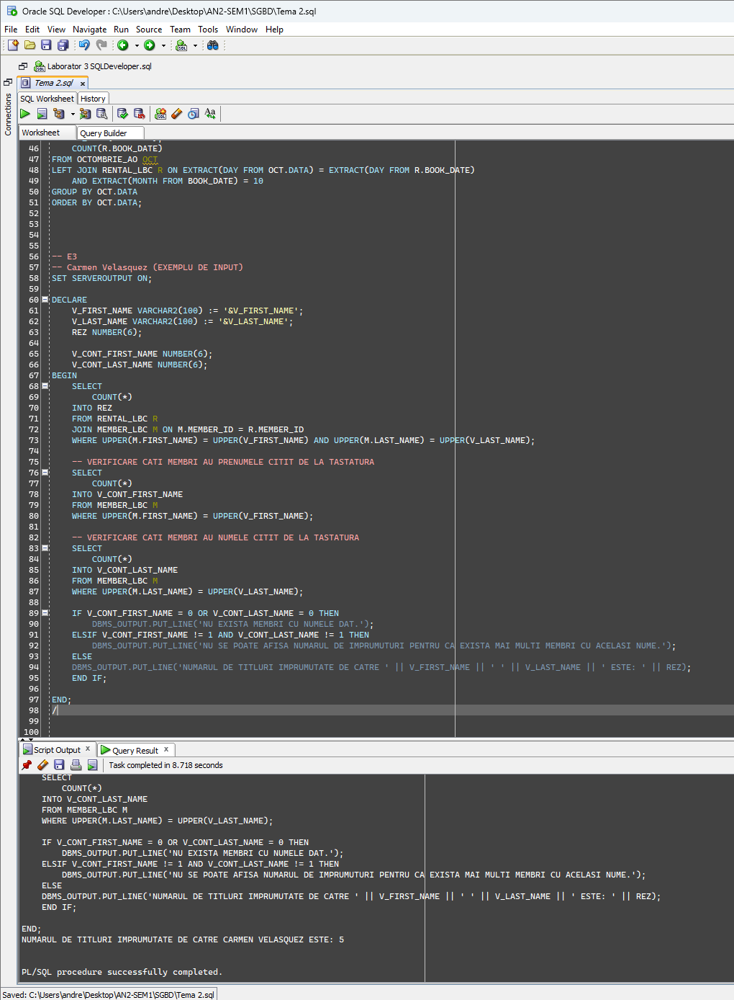 Oracle SQL Developer : C:\Users\andre\Desktop\AN2-SEM1\SGBD\Tema 2.sql
File Edit View Navigate Run Source Team Tools Window Help
Laborator 3 SQLDeveloper.sql
Tema 2.sql
Connections
SQL Worksheet History
Worksheet Query Builder
46 COUNT(R.BOOK_DATE)
47 FROM OCTOMBRIE_AO OCT
48 LEFT JOIN RENTAL_LBC R ON EXTRACT(DAY FROM OCT.DATA) = EXTRACT(DAY FROM R.BOOK_DATE)
49 AND EXTRACT(MONTH FROM BOOK_DATE) = 10
50 GROUP BY OCT.DATA
51 ORDER BY OCT.DATA;
52
53
54
55
56 -- E3
57 -- Carmen Velasquez (EXEMPLU DE INPUT)
58 SET SERVEROUTPUT ON;
59
60 DECLARE
61 V_FIRST_NAME VARCHAR2(100) := '&V_FIRST_NAME';
62 V_LAST_NAME VARCHAR2(100) := '&V_LAST_NAME';
63 REZ NUMBER(6);
64
65 V_CONT_FIRST_NAME NUMBER(6);
66 V_CONT_LAST_NAME NUMBER(6);
67 BEGIN
68 SELECT
69 COUNT(*)
70 INTO REZ
71 FROM RENTAL_LBC R
72 JOIN MEMBER_LBC M ON M.MEMBER_ID = R.MEMBER_ID
73 WHERE UPPER(M.FIRST_NAME) = UPPER(V_FIRST_NAME) AND UPPER(M.LAST_NAME) = UPPER(V_LAST_NAME);
74
75 -- VERIFICARE CATI MEMBRI AU PRENUMELE CITIT DE LA TASTATURA
76 SELECT
77 COUNT(*)
78 INTO V_CONT_FIRST_NAME
79 FROM MEMBER_LBC M
80 WHERE UPPER(M.FIRST_NAME) = UPPER(V_FIRST_NAME);
81
82 -- VERIFICARE CATI MEMBRI AU NUMELE CITIT DE LA TASTATURA
83 SELECT
84 COUNT(*)
85 INTO V_CONT_LAST_NAME
86 FROM MEMBER_LBC M
87 WHERE UPPER(M.LAST_NAME) = UPPER(V_LAST_NAME);
88
89 IF V_CONT_FIRST_NAME = 0 OR V_CONT_LAST_NAME = 0 THEN
90 DBMS_OUTPUT.PUT_LINE('NU EXISTA MEMBRI CU NUMELE DAT.');
91 ELSIF V_CONT_FIRST_NAME != 1 AND V_CONT_LAST_NAME != 1 THEN
92 DBMS_OUTPUT.PUT_LINE('NU SE POATE AFISA NUMARUL DE IMPRUMUTURI PENTRU CA EXISTA MAI MULTI MEMBRI CU ACELASI NUME.');
93 ELSE
94 DBMS_OUTPUT.PUT_LINE('NUMARUL DE TITLURI IMPRUMUTATE DE CATRE ' || V_FIRST_NAME || ' ' || V_LAST_NAME || ' ESTE: ' || REZ);
95 END IF;
96
97 END;
98 /
99
100
Script Output Query Result
Task completed in 8.718 seconds
SELECT
COUNT(*)
INTO V_CONT_LAST_NAME
FROM MEMBER_LBC M
WHERE UPPER(M.LAST_NAME) = UPPER(V_LAST_NAME);
IF V_CONT_FIRST_NAME = 0 OR V_CONT_LAST_NAME = 0 THEN
DBMS_OUTPUT.PUT_LINE('NU EXISTA MEMBRI CU NUMELE DAT.');
ELSIF V_CONT_FIRST_NAME != 1 AND V_CONT_LAST_NAME != 1 THEN
DBMS_OUTPUT.PUT_LINE('NU SE POATE AFISA NUMARUL DE IMPRUMUTURI PENTRU CA EXISTA MAI MULTI MEMBRI CU ACELASI NUME.');
ELSE
DBMS_OUTPUT.PUT_LINE('NUMARUL DE TITLURI IMPRUMUTATE DE CATRE ' || V_FIRST_NAME || ' ' || V_LAST_NAME || ' ESTE: ' || REZ);
END IF;
END;
NUMARUL DE TITLURI IMPRUMUTATE DE CATRE CARMEN VELASQUEZ ESTE: 5
PL/SQL procedure successfully completed.
Saved: C:\Users\andre\Desktop\AN2-SEM1\SGBD\Tema 2.sql